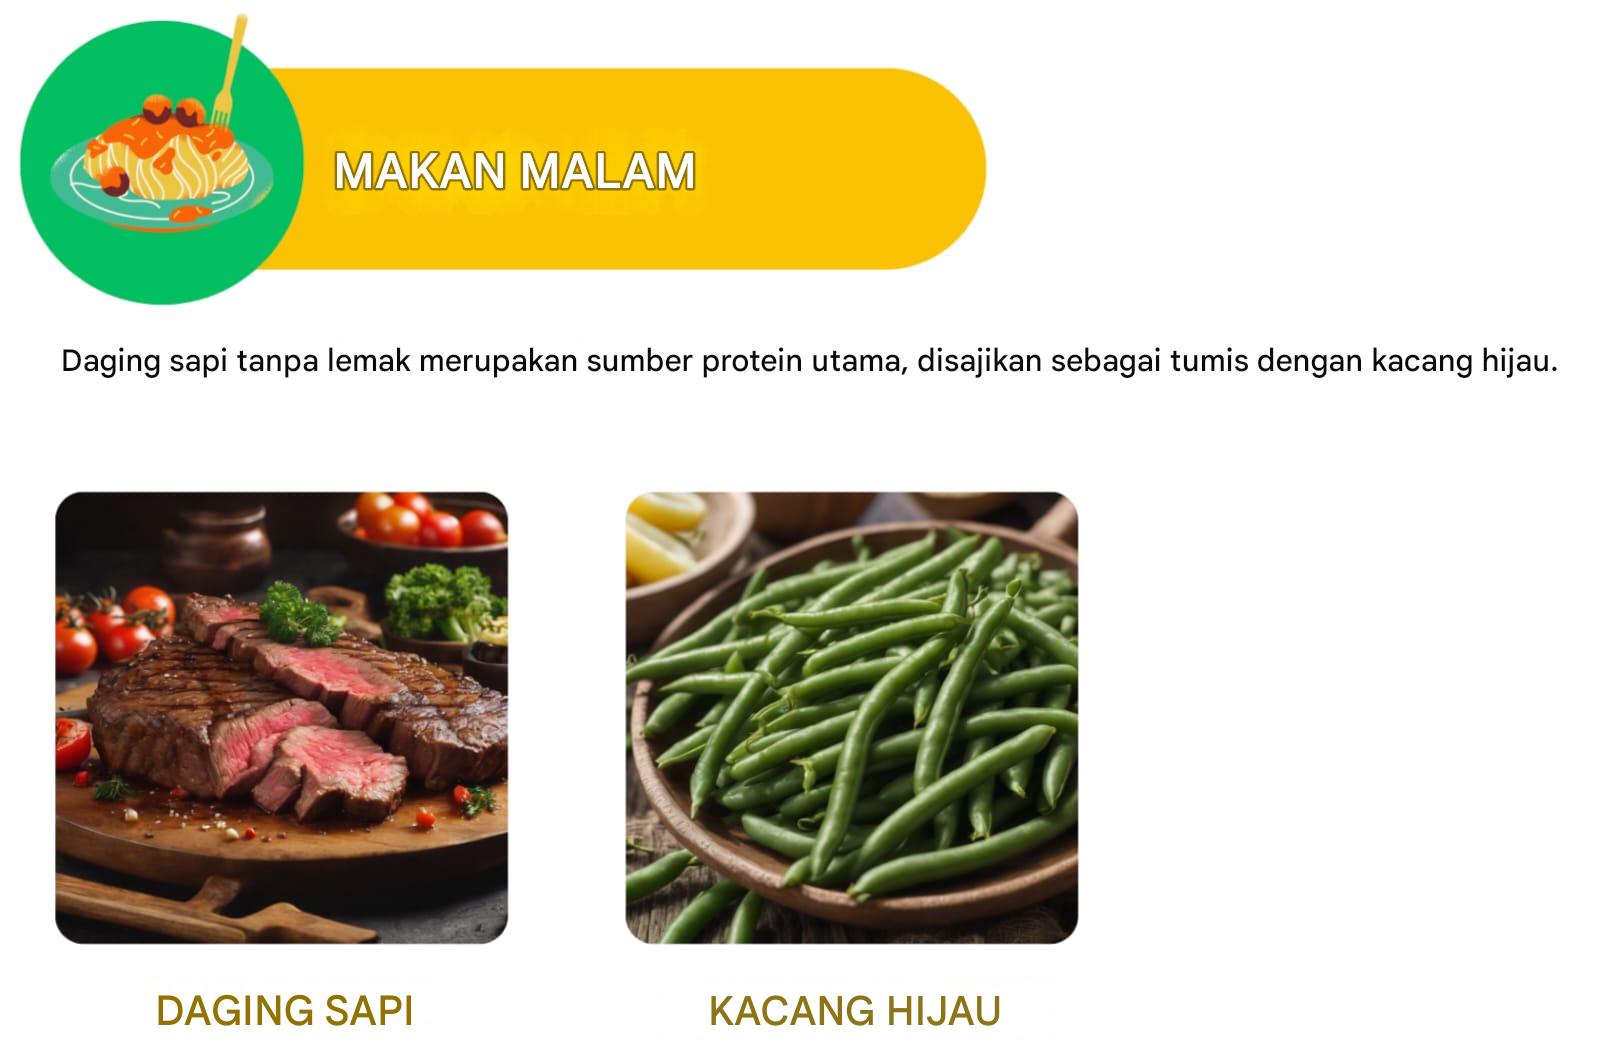 MAKAN MALAM
Daging sapi tanpa lemak merupakan sumber protein utama, disajikan sebagai tumis dengan kacang hijau.
DAGING SAPI
KACANG HIJAU